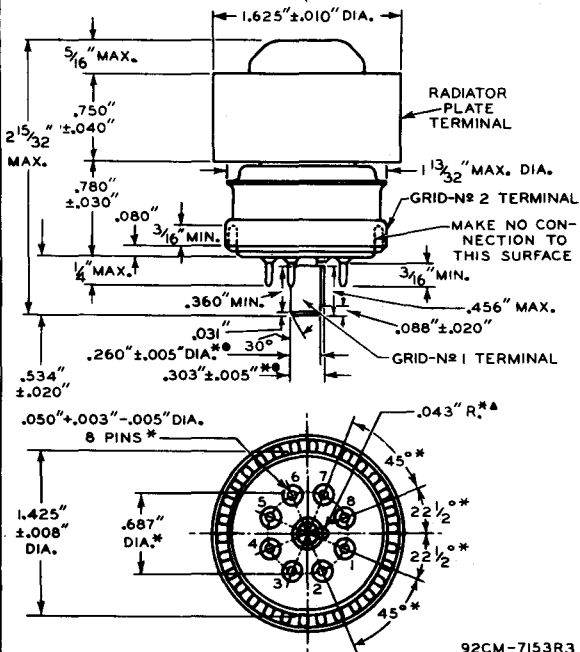 1.625"±.010" DIA.
5/16" MAX.
RADIATOR
PLATE
TERMINAL
.750"
±.040"
2 15/32"
MAX.
1 13/32" MAX. DIA.
.780"
±.030"
GRID-Nº 2 TERMINAL
.080"
3/16" MIN.
MAKE NO CON-
NECTION TO
THIS SURFACE
1/4" MAX.
3/16" MIN.
.360" MIN.
.456" MAX.
.031"
.088"±.020"
30°
.260"±.005" DIA.*●
GRID-Nº 1 TERMINAL
.303"±.005"*●
.534"
±.020"
.050"+.003"-.005" DIA.
8 PINS*
.043" R.*▲
45°*
6 7
5 8
22 1/2°*
1.425"
±.008"
DIA.
.687"
DIA.*
4 1
22 1/2°*
3 2
45°*
92CM-7153R3